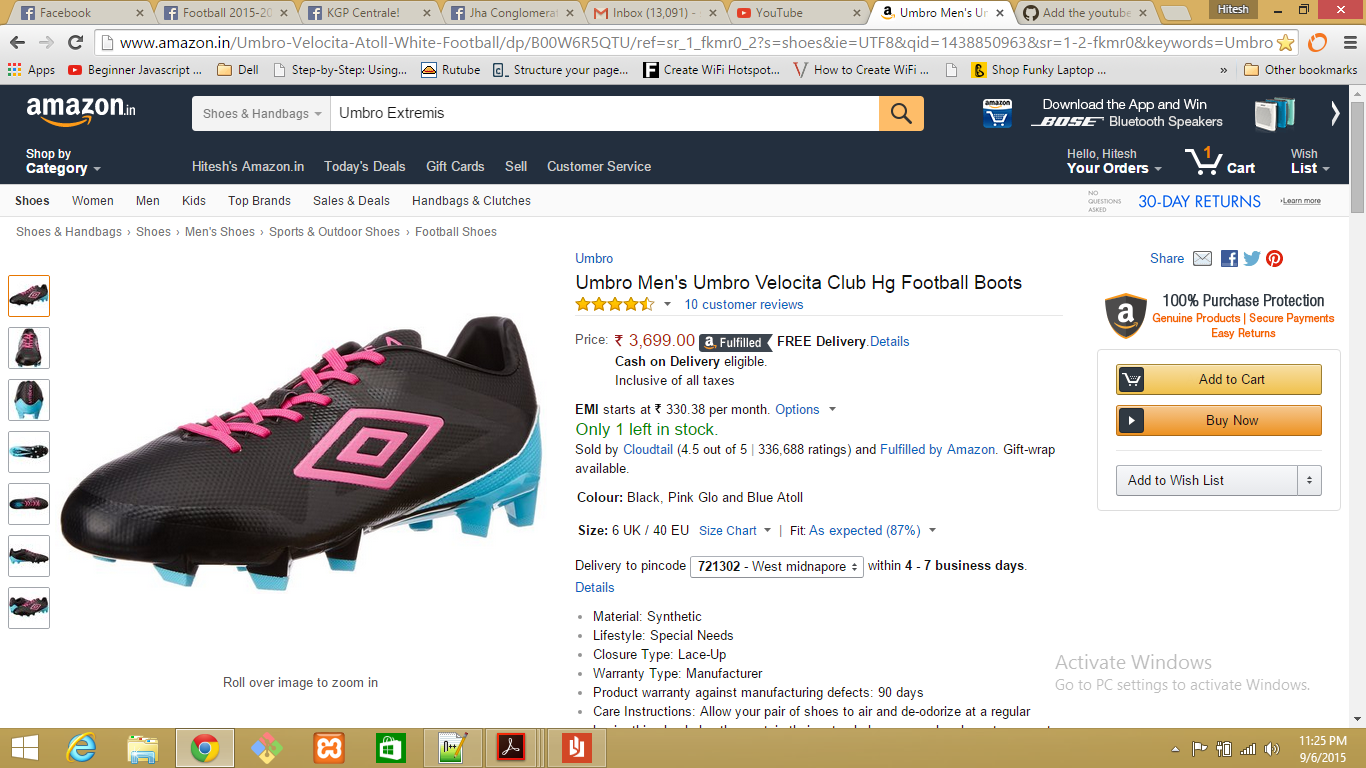 Facebook
Football 2015-20
KGP Centrale!
Jha Conglomerat
Inbox (13,091) -
YouTube
Umbro Men's Um
Add the youtube
Hitesh
www.amazon.in/Umbro-Velocita-Atoll-White-Football/dp/B00W6R5QTU/ref=sr_1_fkmr0_2?s=shoes&ie=UTF8&qid=1438850963&sr=1-2-fkmr0&keywords=Umbro
Apps
Beginner Javascript ...
Dell
Step-by-Step: Using...
Rutube
Structure your page...
Create WiFi Hotspot...
How to Create WiFi ...
Shop Funky Laptop ...
» Other bookmarks
amazon.in
Shoes & Handbags
Umbro Extremis
amazon
Download the App and Win
BOSE Bluetooth Speakers
Shop by
Category
Hitesh's Amazon.in
Today's Deals
Gift Cards
Sell
Customer Service
Hello, Hitesh
Your Orders
1
Cart
Wish
List
Shoes
Women
Men
Kids
Top Brands
Sales & Deals
Handbags & Clutches
NO
QUESTIONS
ASKED
30-DAY RETURNS
›Learn more
Shoes & Handbags › Shoes › Men's Shoes › Sports & Outdoor Shoes › Football Shoes
Umbro
Umbro Men's Umbro Velocita Club Hg Football Boots
10 customer reviews
Price: ₹ 3,699.00 a Fulfilled FREE Delivery.Details
Cash on Delivery eligible.
Inclusive of all taxes
EMI starts at ₹ 330.38 per month. Options
Only 1 left in stock.
Sold by Cloudtail (4.5 out of 5 | 336,688 ratings) and Fulfilled by Amazon. Gift-wrap
available.
Colour: Black, Pink Glo and Blue Atoll
Size: 6 UK / 40 EU Size Chart | Fit: As expected (87%)
Delivery to pincode 721302 - West midnapore within 4 - 7 business days.
Details
• Material: Synthetic
• Lifestyle: Special Needs
• Closure Type: Lace-Up
• Warranty Type: Manufacturer
• Product warranty against manufacturing defects: 90 days
• Care Instructions: Allow your pair of shoes to air and de-odorize at a regular
Roll over image to zoom in
Share
a
100% Purchase Protection
Genuine Products | Secure Payments
Easy Returns
Add to Cart
Buy Now
Add to Wish List
Activate Windows
Go to PC settings to activate Windows.
11:25 PM
9/6/2015